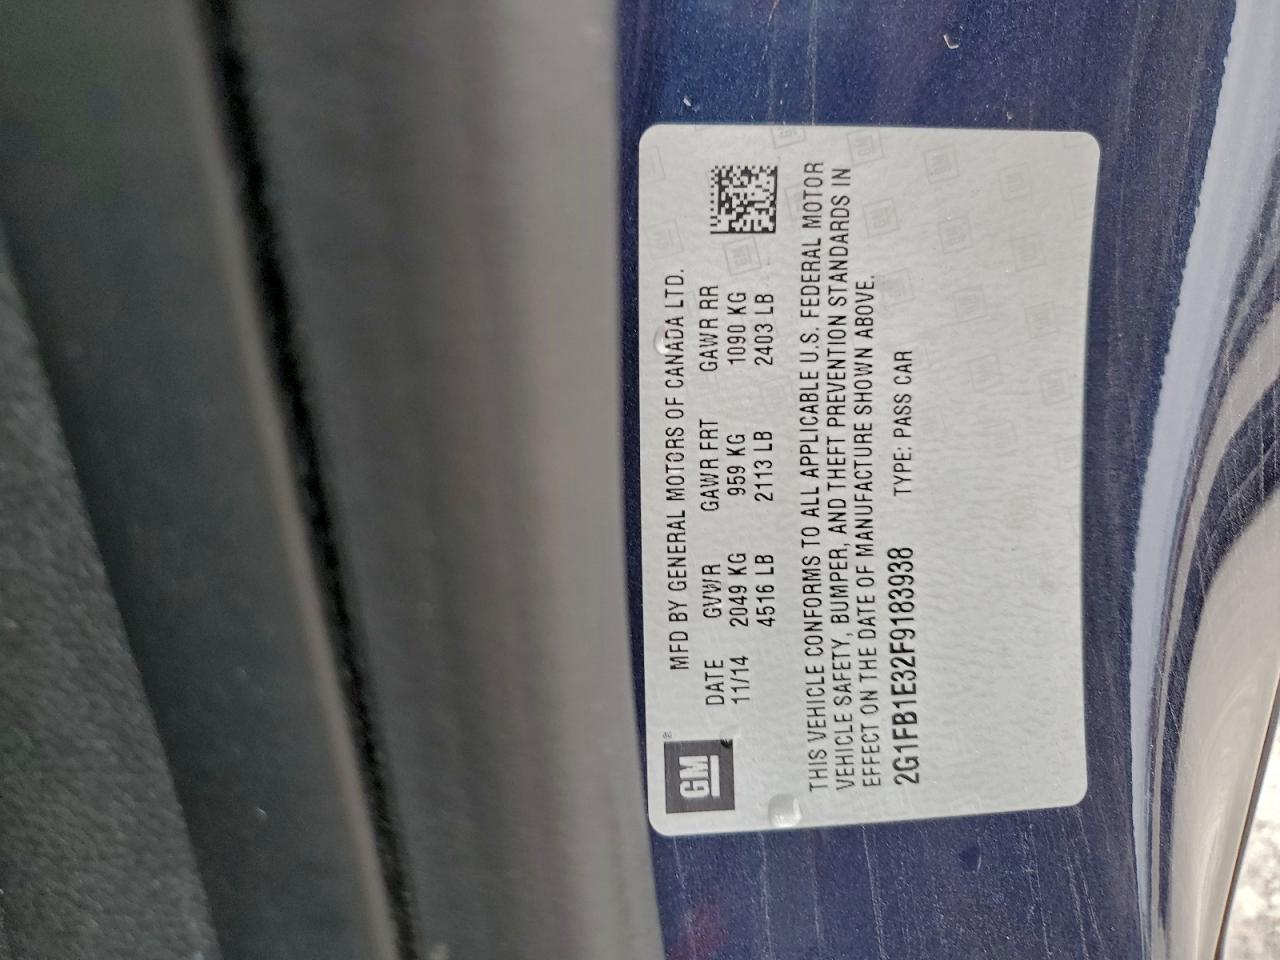 GM ®
MFD BY GENERAL MOTORS OF CANADA LTD.
DATE GVWR GAWR FRT GAWR RR
11/14 2049 KG 959 KG 1090 KG
4516 LB 2113 LB 2403 LB
THIS VEHICLE CONFORMS TO ALL APPLICABLE U.S. FEDERAL MOTOR
VEHICLE SAFETY, BUMPER, AND THEFT PREVENTION STANDARDS IN
EFFECT ON THE DATE OF MANUFACTURE SHOWN ABOVE.
2G1FB1E32F9183938 TYPE: PASS CAR